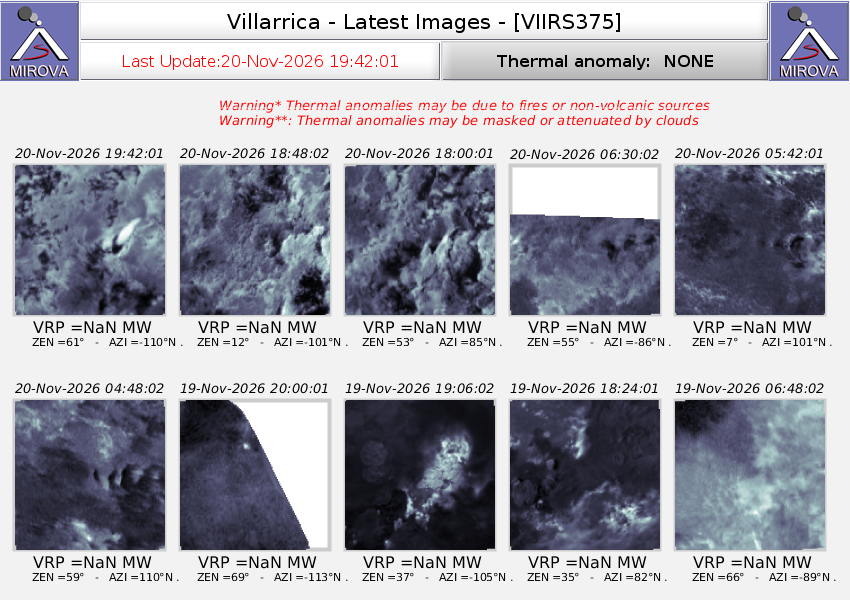 Villarrica - Latest Images - [VIIRS375]
MIROVA
Last Update:20-Nov-2026 19:42:01
Thermal anomaly: NONE
MIROVA
Warning* Thermal anomalies may be due to fires or non-volcanic sources
Warning**: Thermal anomalies may be masked or attenuated by clouds
20-Nov-2026 19:42:01 20-Nov-2026 18:48:02 20-Nov-2026 18:00:01 20-Nov-2026 06:30:02 20-Nov-2026 05:42:01
VRP =NaN MW VRP =NaN MW VRP =NaN MW VRP =NaN MW VRP =NaN MW
ZEN =61° - AZI =-110°N . ZEN =12° - AZI =-101°N . ZEN =53° - AZI =85°N . ZEN =55° - AZI =-86°N . ZEN =7° - AZI =101°N .
20-Nov-2026 04:48:02 19-Nov-2026 20:00:01 19-Nov-2026 19:06:02 19-Nov-2026 18:24:01 19-Nov-2026 06:48:02
VRP =NaN MW VRP =NaN MW VRP =NaN MW VRP =NaN MW VRP =NaN MW
ZEN =59° - AZI =110°N . ZEN =69° - AZI =-113°N . ZEN =37° - AZI =-105°N . ZEN =35° - AZI =82°N . ZEN =66° - AZI =-89°N .